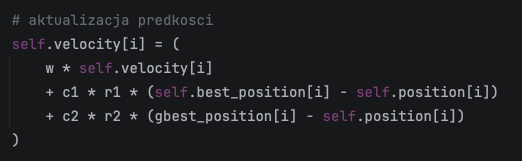 # aktualizacja predkosci
self.velocity[i] = (
    w * self.velocity[i]
    + c1 * r1 * (self.best_position[i] - self.position[i])
    + c2 * r2 * (gbest_position[i] - self.position[i])
)